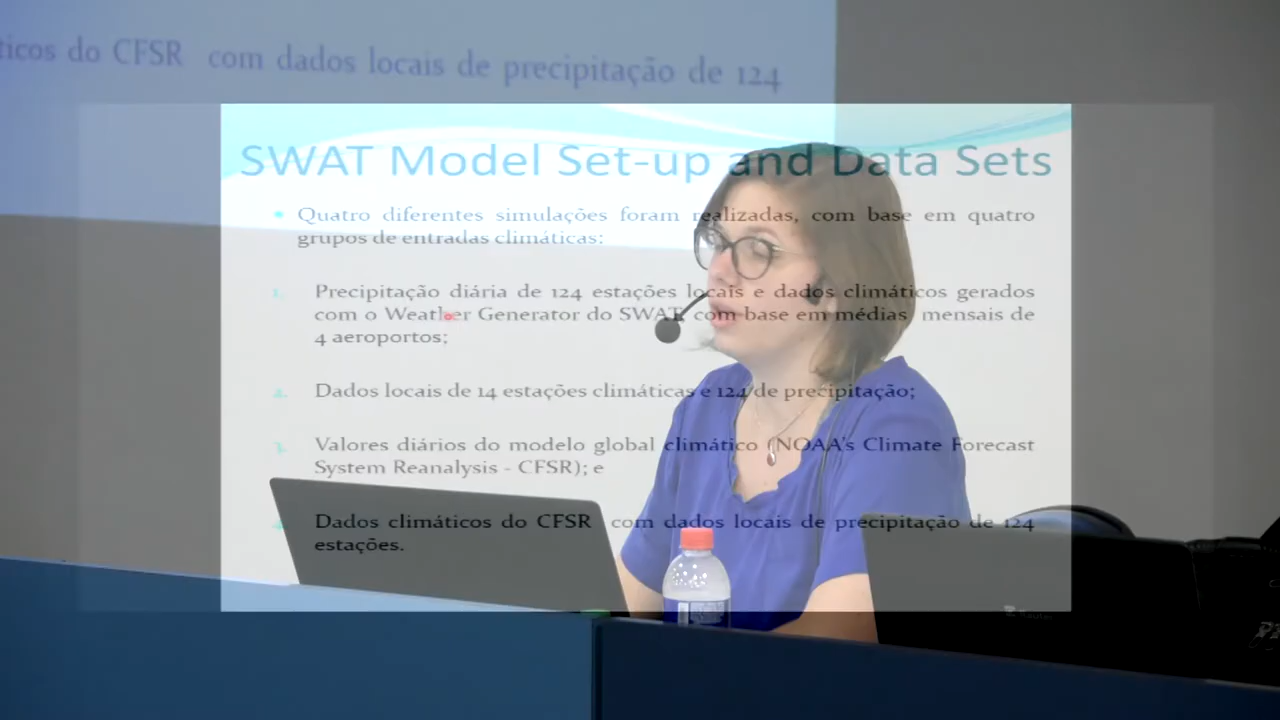 ticos do CFSR com dados locais de precipitação de 124
SWAT Model Set-up and Data Sets
• Quatro diferentes simulações foram realizadas, com base em quatro
grupos de entradas climáticas:
1. Precipitação diária de 124 estações locais e dados climáticos gerados
com o Weather Generator do SWAT, com base em médias mensais de
4 aeroportos;
2. Dados locais de 14 estações climáticas e 124 de precipitação;
3. Valores diários do modelo global climático (NOAA's Climate Forecast
System Reanalysis - CFSR); e
Dados climáticos do CFSR com dados locais de precipitação de 124
estações.